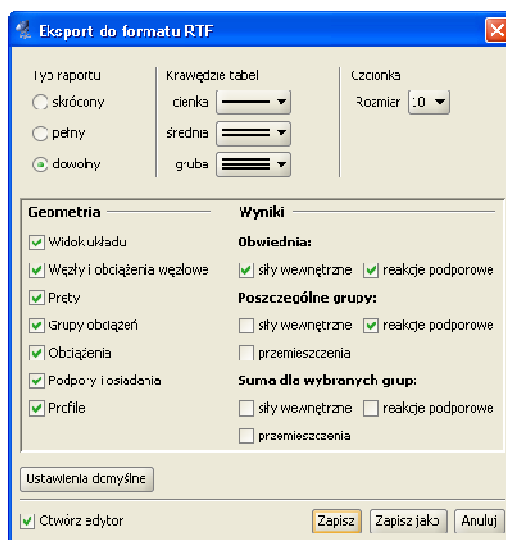 Eksport do formatu RTF
Typ raportu Krawędzie tabel Czcionka
skrócony cienka Rozmiar 10
pełny średnia
dowolny gruba
Geometria Wyniki
Widok układu Obwiednia:
Węzły i obciążenia węzłowe siły wewnętrzne reakcje podporowe
Pręty Poszczególne grupy:
Grupy obciążeń siły wewnętrzne reakcje podporowe
Obciążenia przemieszczenia
Podpory i osiadania Suma dla wybranych grup:
Profile siły wewnętrzne reakcje podporowe
przemieszczenia
Ustawienia domyślne
Otwórz edytor Zapisz Zapisz jako Anuluj